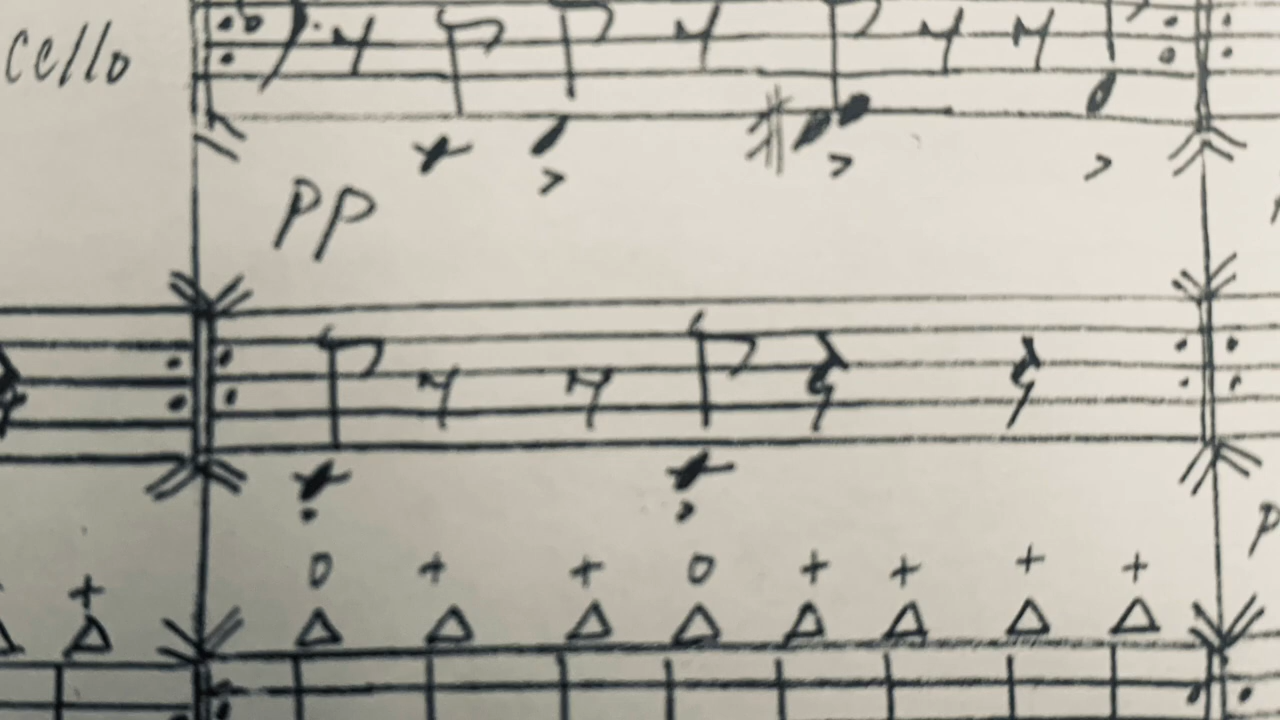 Cello
pp
o + + o + + + +